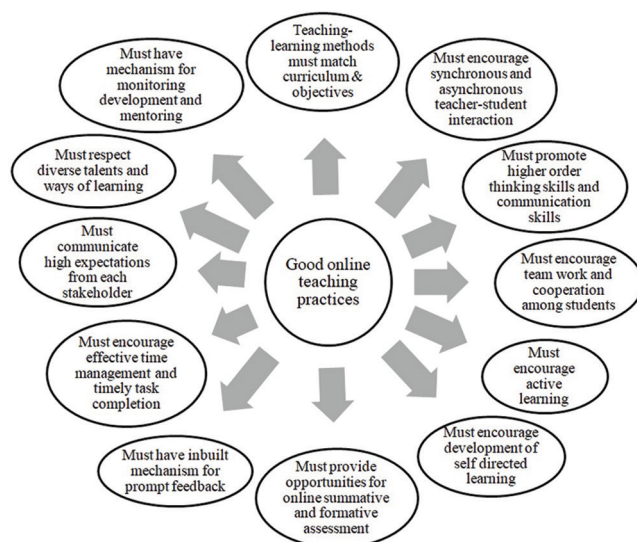 Teaching-
learning methods
must match
curriculum &
objectives
Must encourage
synchronous and
asynchronous
teacher-student
interaction
Must promote
higher order
thinking skills and
communication
skills
Must encourage
team work and
cooperation
among students
Must
encourage
active
learning
Must encourage
development of
self directed
learning
Must provide
opportunities for
online summative
and formative
assessment
Must have inbuilt
mechanism for
prompt feedback
Must encourage
effective time
management and
timely task
completion
Must
communicate
high expectations
from each
stakeholder
Must respect
diverse talents and
ways of learning
Must have
mechanism for
monitoring
development and
mentoring
Good online
teaching
practices